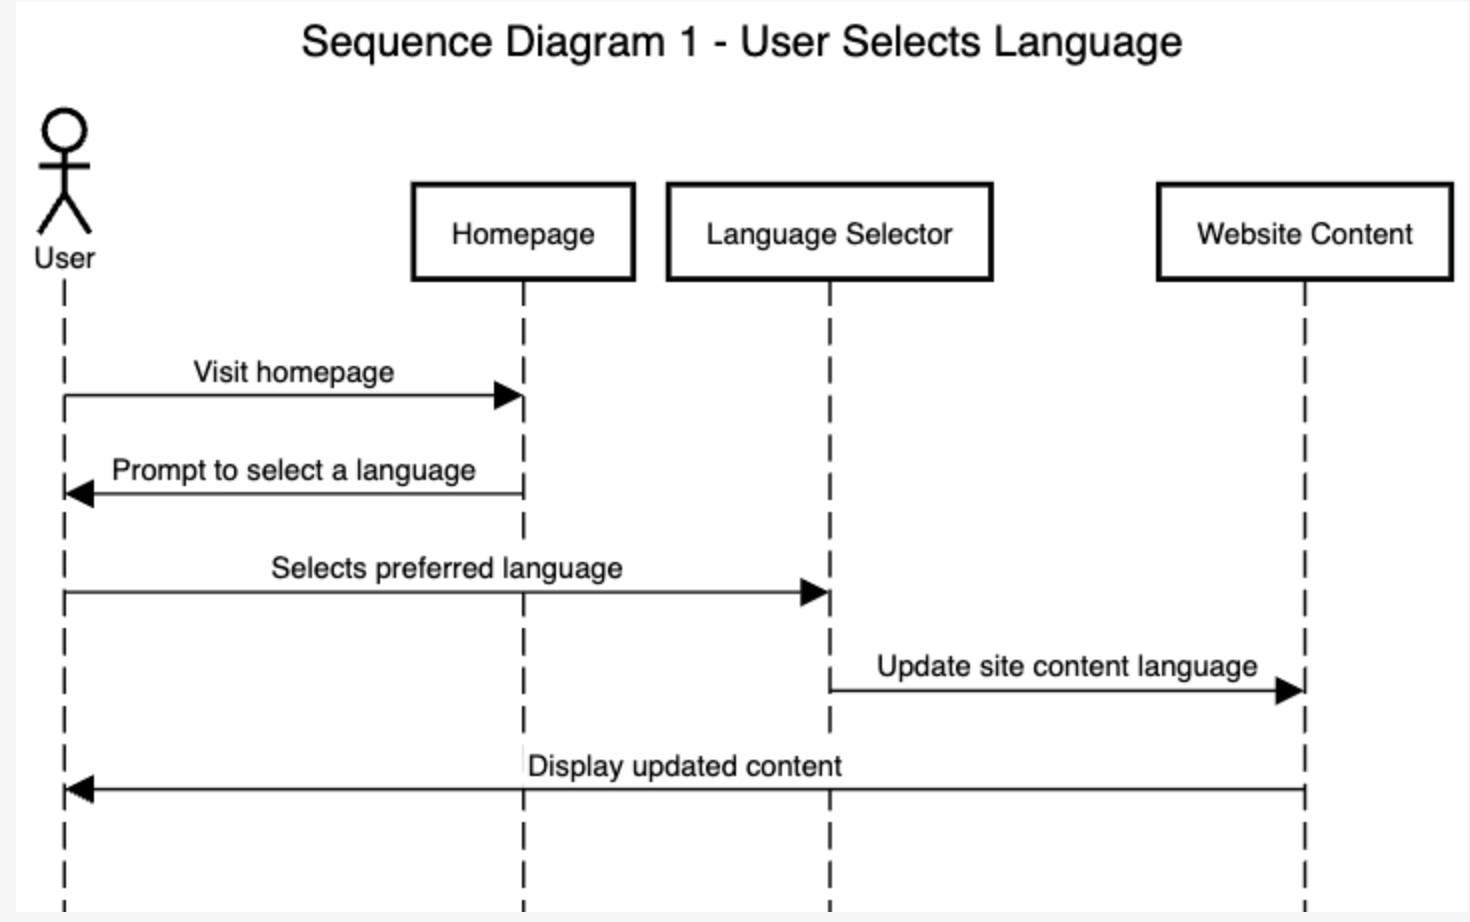 Sequence Diagram 1 - User Selects Language
User
Homepage
Language Selector
Website Content
Visit homepage
Prompt to select a language
Selects preferred language
Update site content language
Display updated content